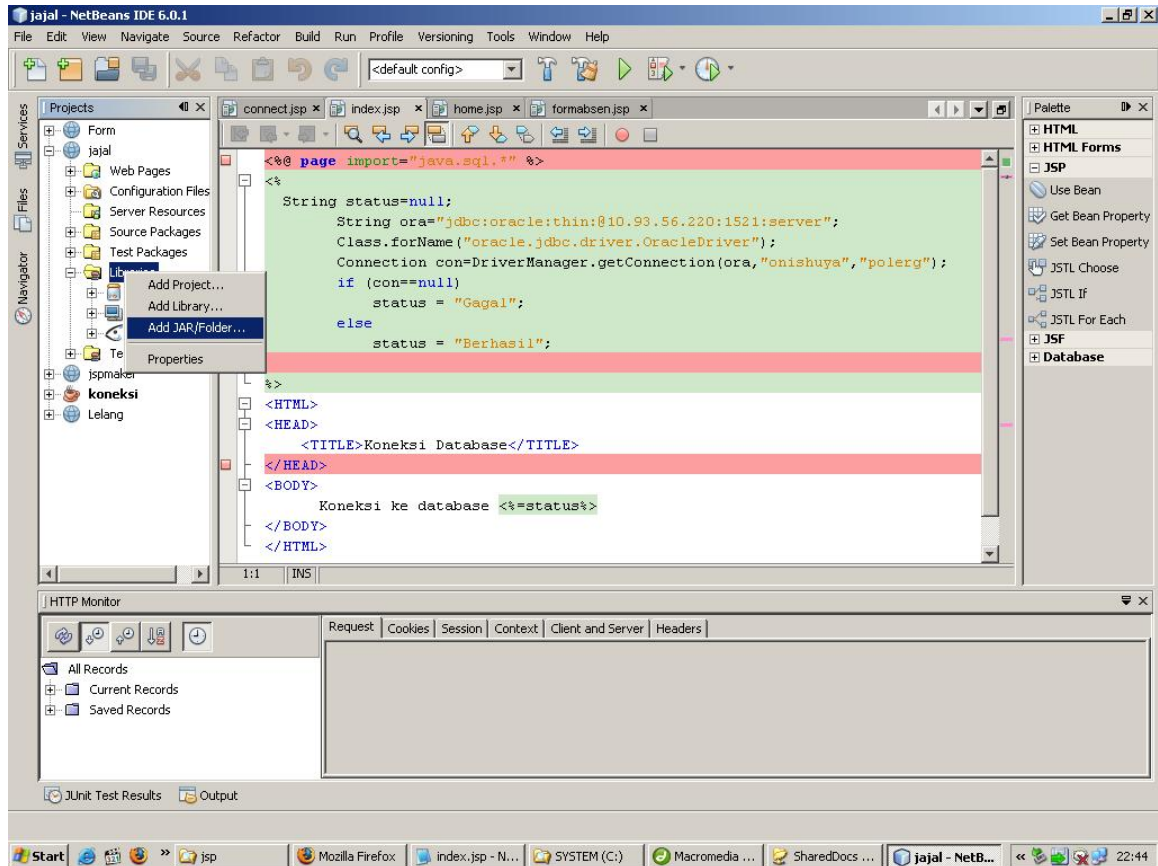 jajal - NetBeans IDE 6.0.1
File Edit View Navigate Source Refactor Build Run Profile Versioning Tools Window Help
<default config>
Services
Files
Navigator
Projects
Form
jajal
Web Pages
Configuration Files
Server Resources
Source Packages
Test Packages
Libraries
Te
jspmaker
koneksi
Lelang
Add Project...
Add Library...
Add JAR/Folder...
Properties
connect.jsp index.jsp home.jsp formabsen.jsp
<%@ page import="java.sql.*" %>
<%
String status=null;
String ora="jdbc:oracle:thin:@10.93.56.220:1521:server";
Class.forName("oracle.jdbc.driver.OracleDriver");
Connection con=DriverManager.getConnection(ora,"onishuya","polerg");
if (con==null)
status = "Gagal";
else
status = "Berhasil";
%>
<HTML>
<HEAD>
<TITLE>Koneksi Database</TITLE>
</HEAD>
<BODY>
Koneksi ke database <%=status%>
</BODY>
</HTML>
1:1 INS
Palette
HTML
HTML Forms
JSP
Use Bean
Get Bean Property
Set Bean Property
JSTL Choose
JSTL If
JSTL For Each
JSF
Database
HTTP Monitor
All Records
Current Records
Saved Records
Request Cookies Session Context Client and Server Headers
JUnit Test Results Output
Start » jsp Mozilla Firefox index.jsp - N... SYSTEM (C:) Macromedia ... SharedDocs ... jajal - NetB... « 22:44